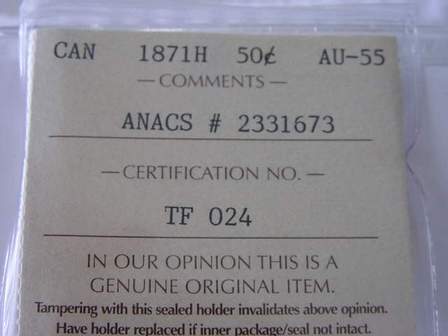 CAN 1871H 50¢ AU-55
— COMMENTS —
ANACS # 2331673
— CERTIFICATION NO. —
TF 024
IN OUR OPINION THIS IS A
GENUINE ORIGINAL ITEM.
Tampering with this sealed holder invalidates above opinion.
Have holder replaced if inner package/seal not intact.